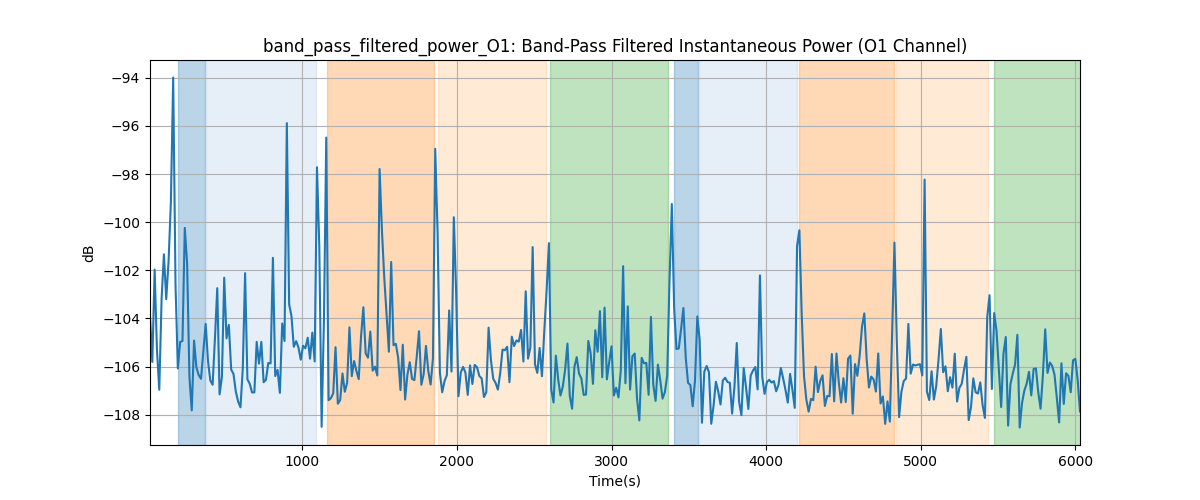 band_pass_filtered_power_O1: Band-Pass Filtered Instantaneous Power (O1 Channel)
−94
−96
−98
−100
−102
−104
−106
−108
dB
1000 2000 3000 4000 5000 6000
Time(s)